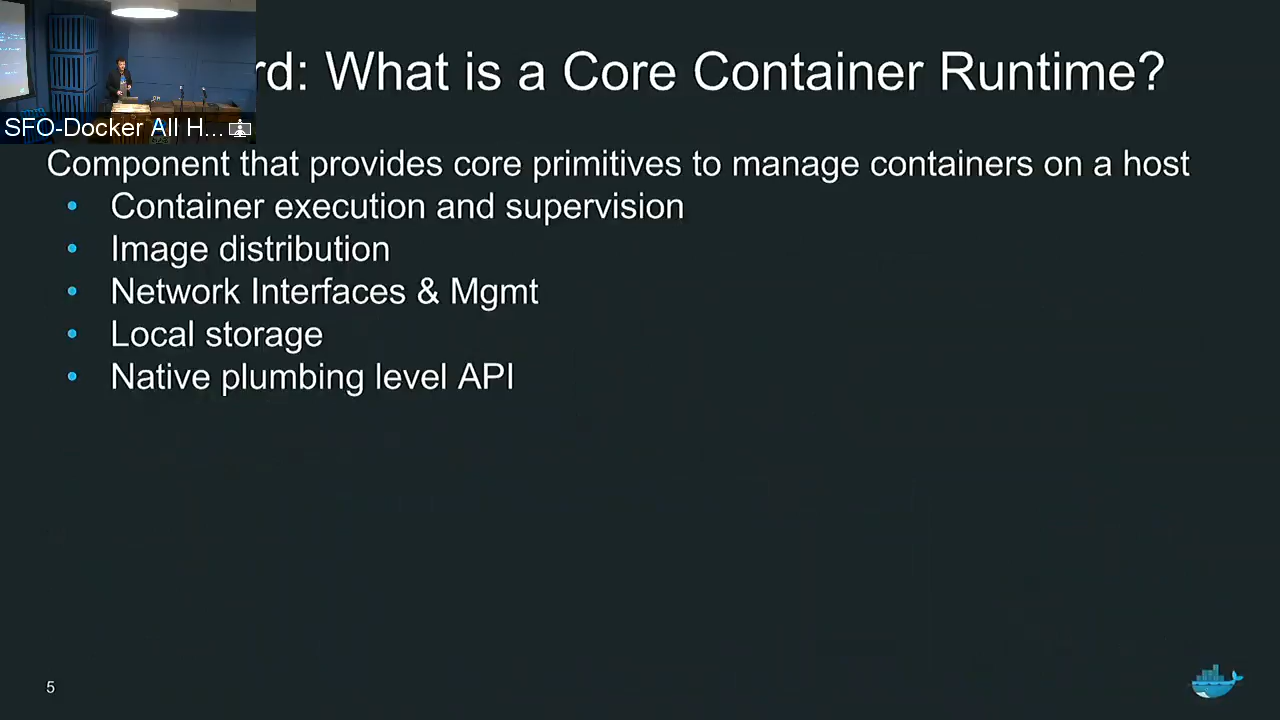 rd: What is a Core Container Runtime?
SFO-Docker All H...
Component that provides core primitives to manage containers on a host
• Container execution and supervision
• Image distribution
• Network Interfaces & Mgmt
• Local storage
• Native plumbing level API
5